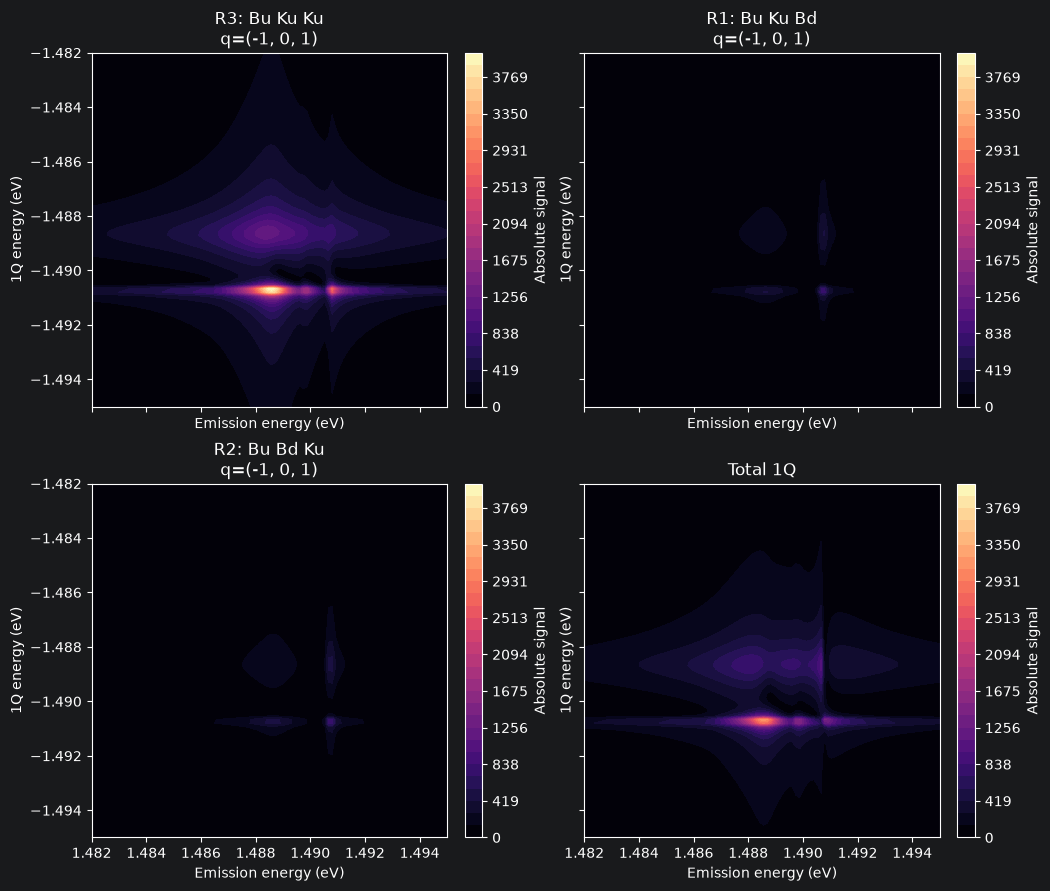 R3: Bu Ku Ku
q=(-1, 0, 1)
−1.482
−1.484
−1.486
−1.488
−1.490
−1.492
−1.494
1Q energy (eV)
Emission energy (eV)
3769
3350
2931
2513
2094
1675
1256
838
419
0
Absolute signal
R1: Bu Ku Bd
q=(-1, 0, 1)
1Q energy (eV)
Emission energy (eV)
3769
3350
2931
2513
2094
1675
1256
838
419
0
Absolute signal
R2: Bu Bd Ku
q=(-1, 0, 1)
−1.482
−1.484
−1.486
−1.488
−1.490
−1.492
−1.494
1Q energy (eV)
1.482 1.484 1.486 1.488 1.490 1.492 1.494
Emission energy (eV)
3769
3350
2931
2513
2094
1675
1256
838
419
0
Absolute signal
Total 1Q
1Q energy (eV)
1.482 1.484 1.486 1.488 1.490 1.492 1.494
Emission energy (eV)
3769
3350
2931
2513
2094
1675
1256
838
419
0
Absolute signal